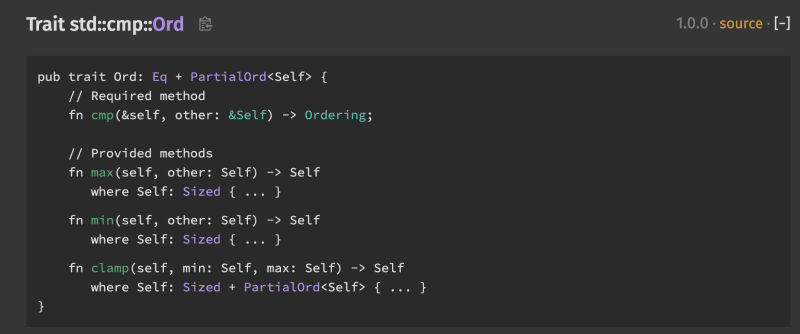 Trait std::cmp::Ord 1.0.0 · source · [−]
pub trait Ord: Eq + PartialOrd<Self> {
    // Required method
    fn cmp(&self, other: &Self) -> Ordering;

    // Provided methods
    fn max(self, other: Self) -> Self
       where Self: Sized { ... }
    fn min(self, other: Self) -> Self
       where Self: Sized { ... }
    fn clamp(self, min: Self, max: Self) -> Self
       where Self: Sized + PartialOrd<Self> { ... }
}